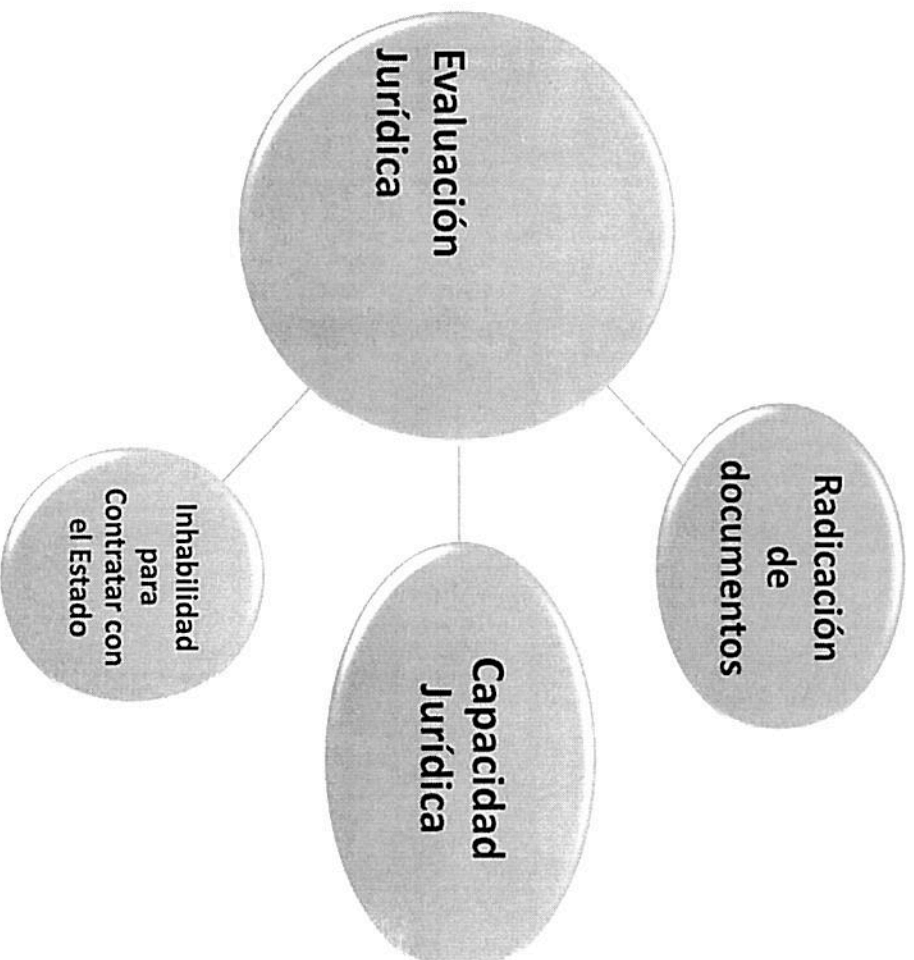 Evaluación
Jurídica
Radicación
de
documentos
Capacidad
Jurídica
Inhabilidad
para
Contratar con
el Estado